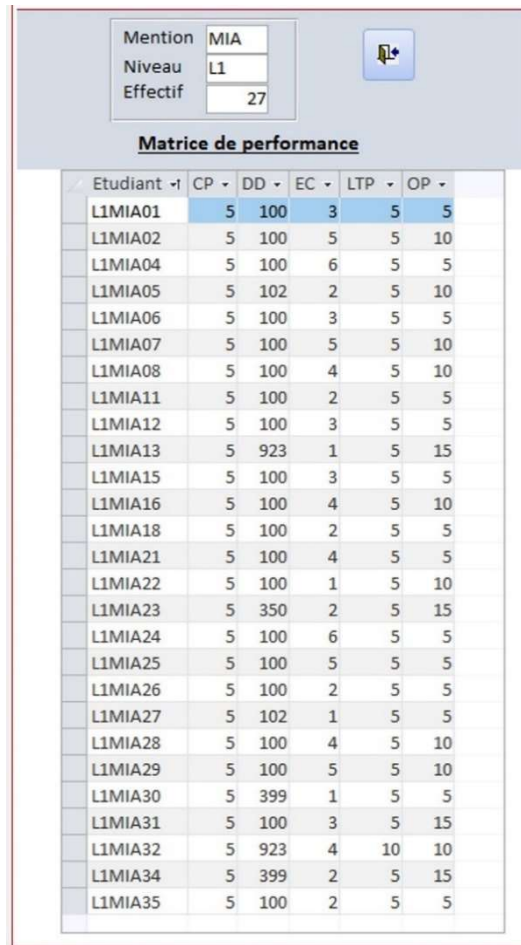 Mention MIA
Niveau L1
Effectif 27
Matrice de performance
Etudiant CP DD EC LTP OP
L1MIA01 5 100 3 5 5
L1MIA02 5 100 5 5 10
L1MIA04 5 100 6 5 5
L1MIA05 5 102 2 5 10
L1MIA06 5 100 3 5 5
L1MIA07 5 100 5 5 10
L1MIA08 5 100 4 5 10
L1MIA11 5 100 2 5 5
L1MIA12 5 100 3 5 5
L1MIA13 5 923 1 5 15
L1MIA15 5 100 3 5 5
L1MIA16 5 100 4 5 10
L1MIA18 5 100 2 5 5
L1MIA21 5 100 4 5 5
L1MIA22 5 100 1 5 10
L1MIA23 5 350 2 5 15
L1MIA24 5 100 6 5 5
L1MIA25 5 100 5 5 5
L1MIA26 5 100 2 5 5
L1MIA27 5 102 1 5 5
L1MIA28 5 100 4 5 10
L1MIA29 5 100 5 5 10
L1MIA30 5 399 1 5 5
L1MIA31 5 100 3 5 15
L1MIA32 5 923 4 10 10
L1MIA34 5 399 2 5 15
L1MIA35 5 100 2 5 5